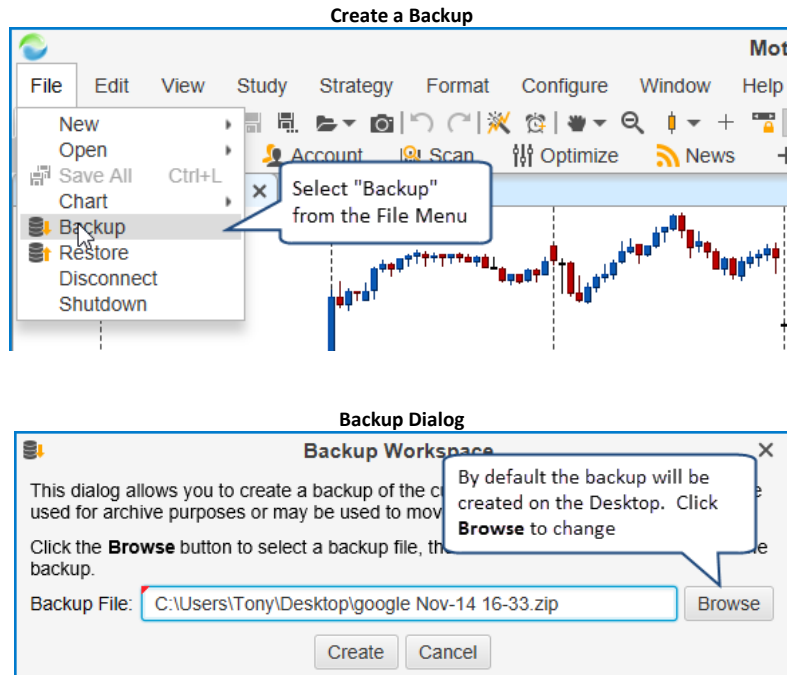 Create a Backup
Mot
File Edit View Study Strategy Format Configure Window Help
New
Open
Account Scan Optimize News
Save All Ctrl+L
Select "Backup"
from the File Menu
Chart
Backup
Restore
Disconnect
Shutdown
Backup Dialog
Backup Workspace
By default the backup will be
created on the Desktop. Click
Browse to change
This dialog allows you to create a backup of the
used for archive purposes or may be used to
Click the Browse button to select a backup file,
backup.
Backup File: C:\Users\Tony\Desktop\google Nov-14 16-33.zip Browse
Create Cancel